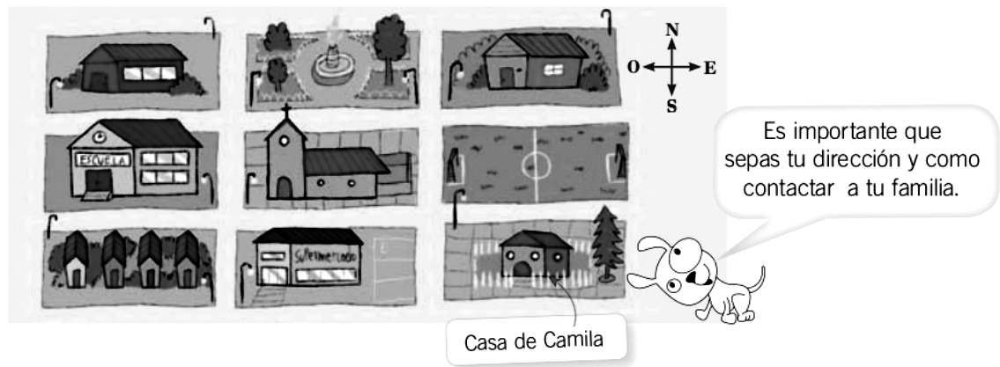 N
O E
S
Es importante que
sepas tu dirección y como
contactar a tu familia.
ESCUELA
Supermercado
E
Casa de Camila